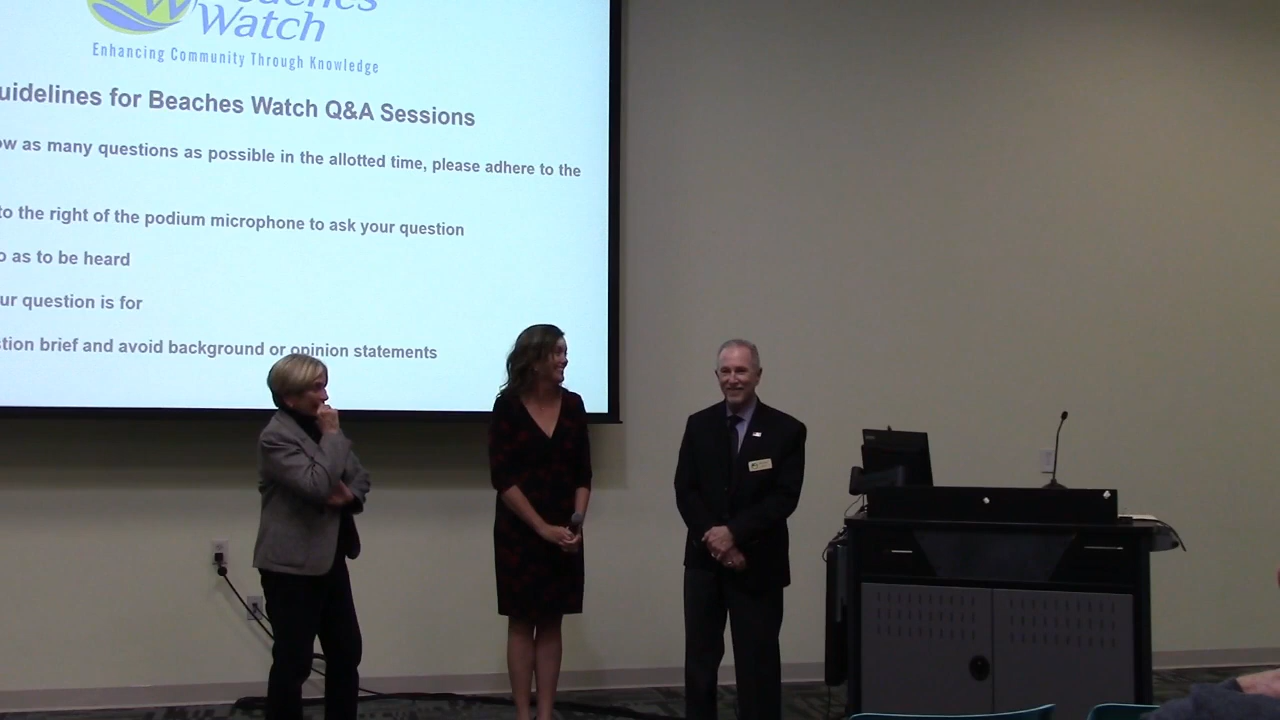 Watch
Enhancing Community Through Knowledge
uidelines for Beaches Watch Q&A Sessions
ow as many questions as possible in the allotted time, please adhere to the
to the right of the podium microphone to ask your question
o as to be heard
ur question is for
stion brief and avoid background or opinion statements